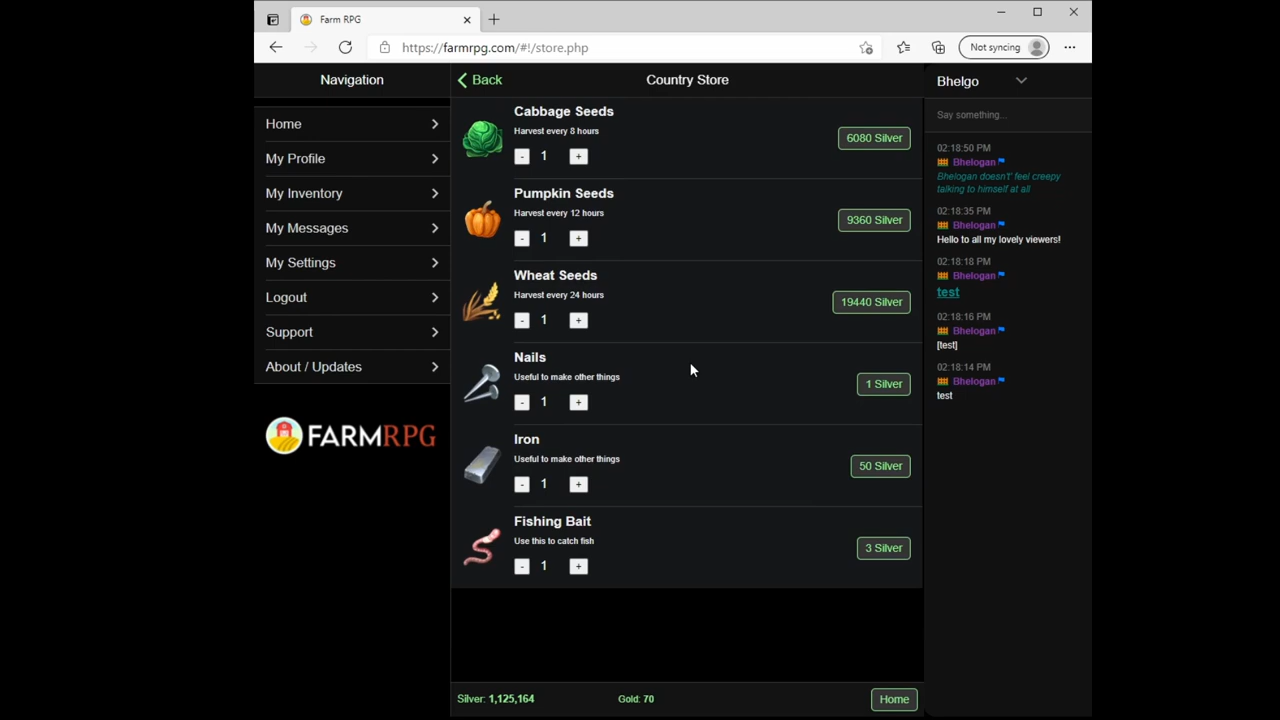 Farm RPG
https://farmrpg.com/#!/store.php
Not syncing
Navigation
Home
My Profile
My Inventory
My Messages
My Settings
Logout
Support
About / Updates
FARMRPG
Back
Country Store
Cabbage Seeds
Harvest every 8 hours
- 1 +
6080 Silver
Pumpkin Seeds
Harvest every 12 hours
- 1 +
9360 Silver
Wheat Seeds
Harvest every 24 hours
- 1 +
19440 Silver
Nails
Useful to make other things
- 1 +
1 Silver
Iron
Useful to make other things
- 1 +
50 Silver
Fishing Bait
Use this to catch fish
- 1 +
3 Silver
Silver: 1,125,164
Gold: 70
Home
Bhelgo
Say something...
02:18:50 PM
Bhelogan
Bhelogan doesn't' feel creepy
talking to himself at all
02:18:35 PM
Bhelogan
Hello to all my lovely viewers!
02:18:18 PM
Bhelogan
test
02:18:16 PM
Bhelogan
[test]
02:18:14 PM
Bhelogan
test